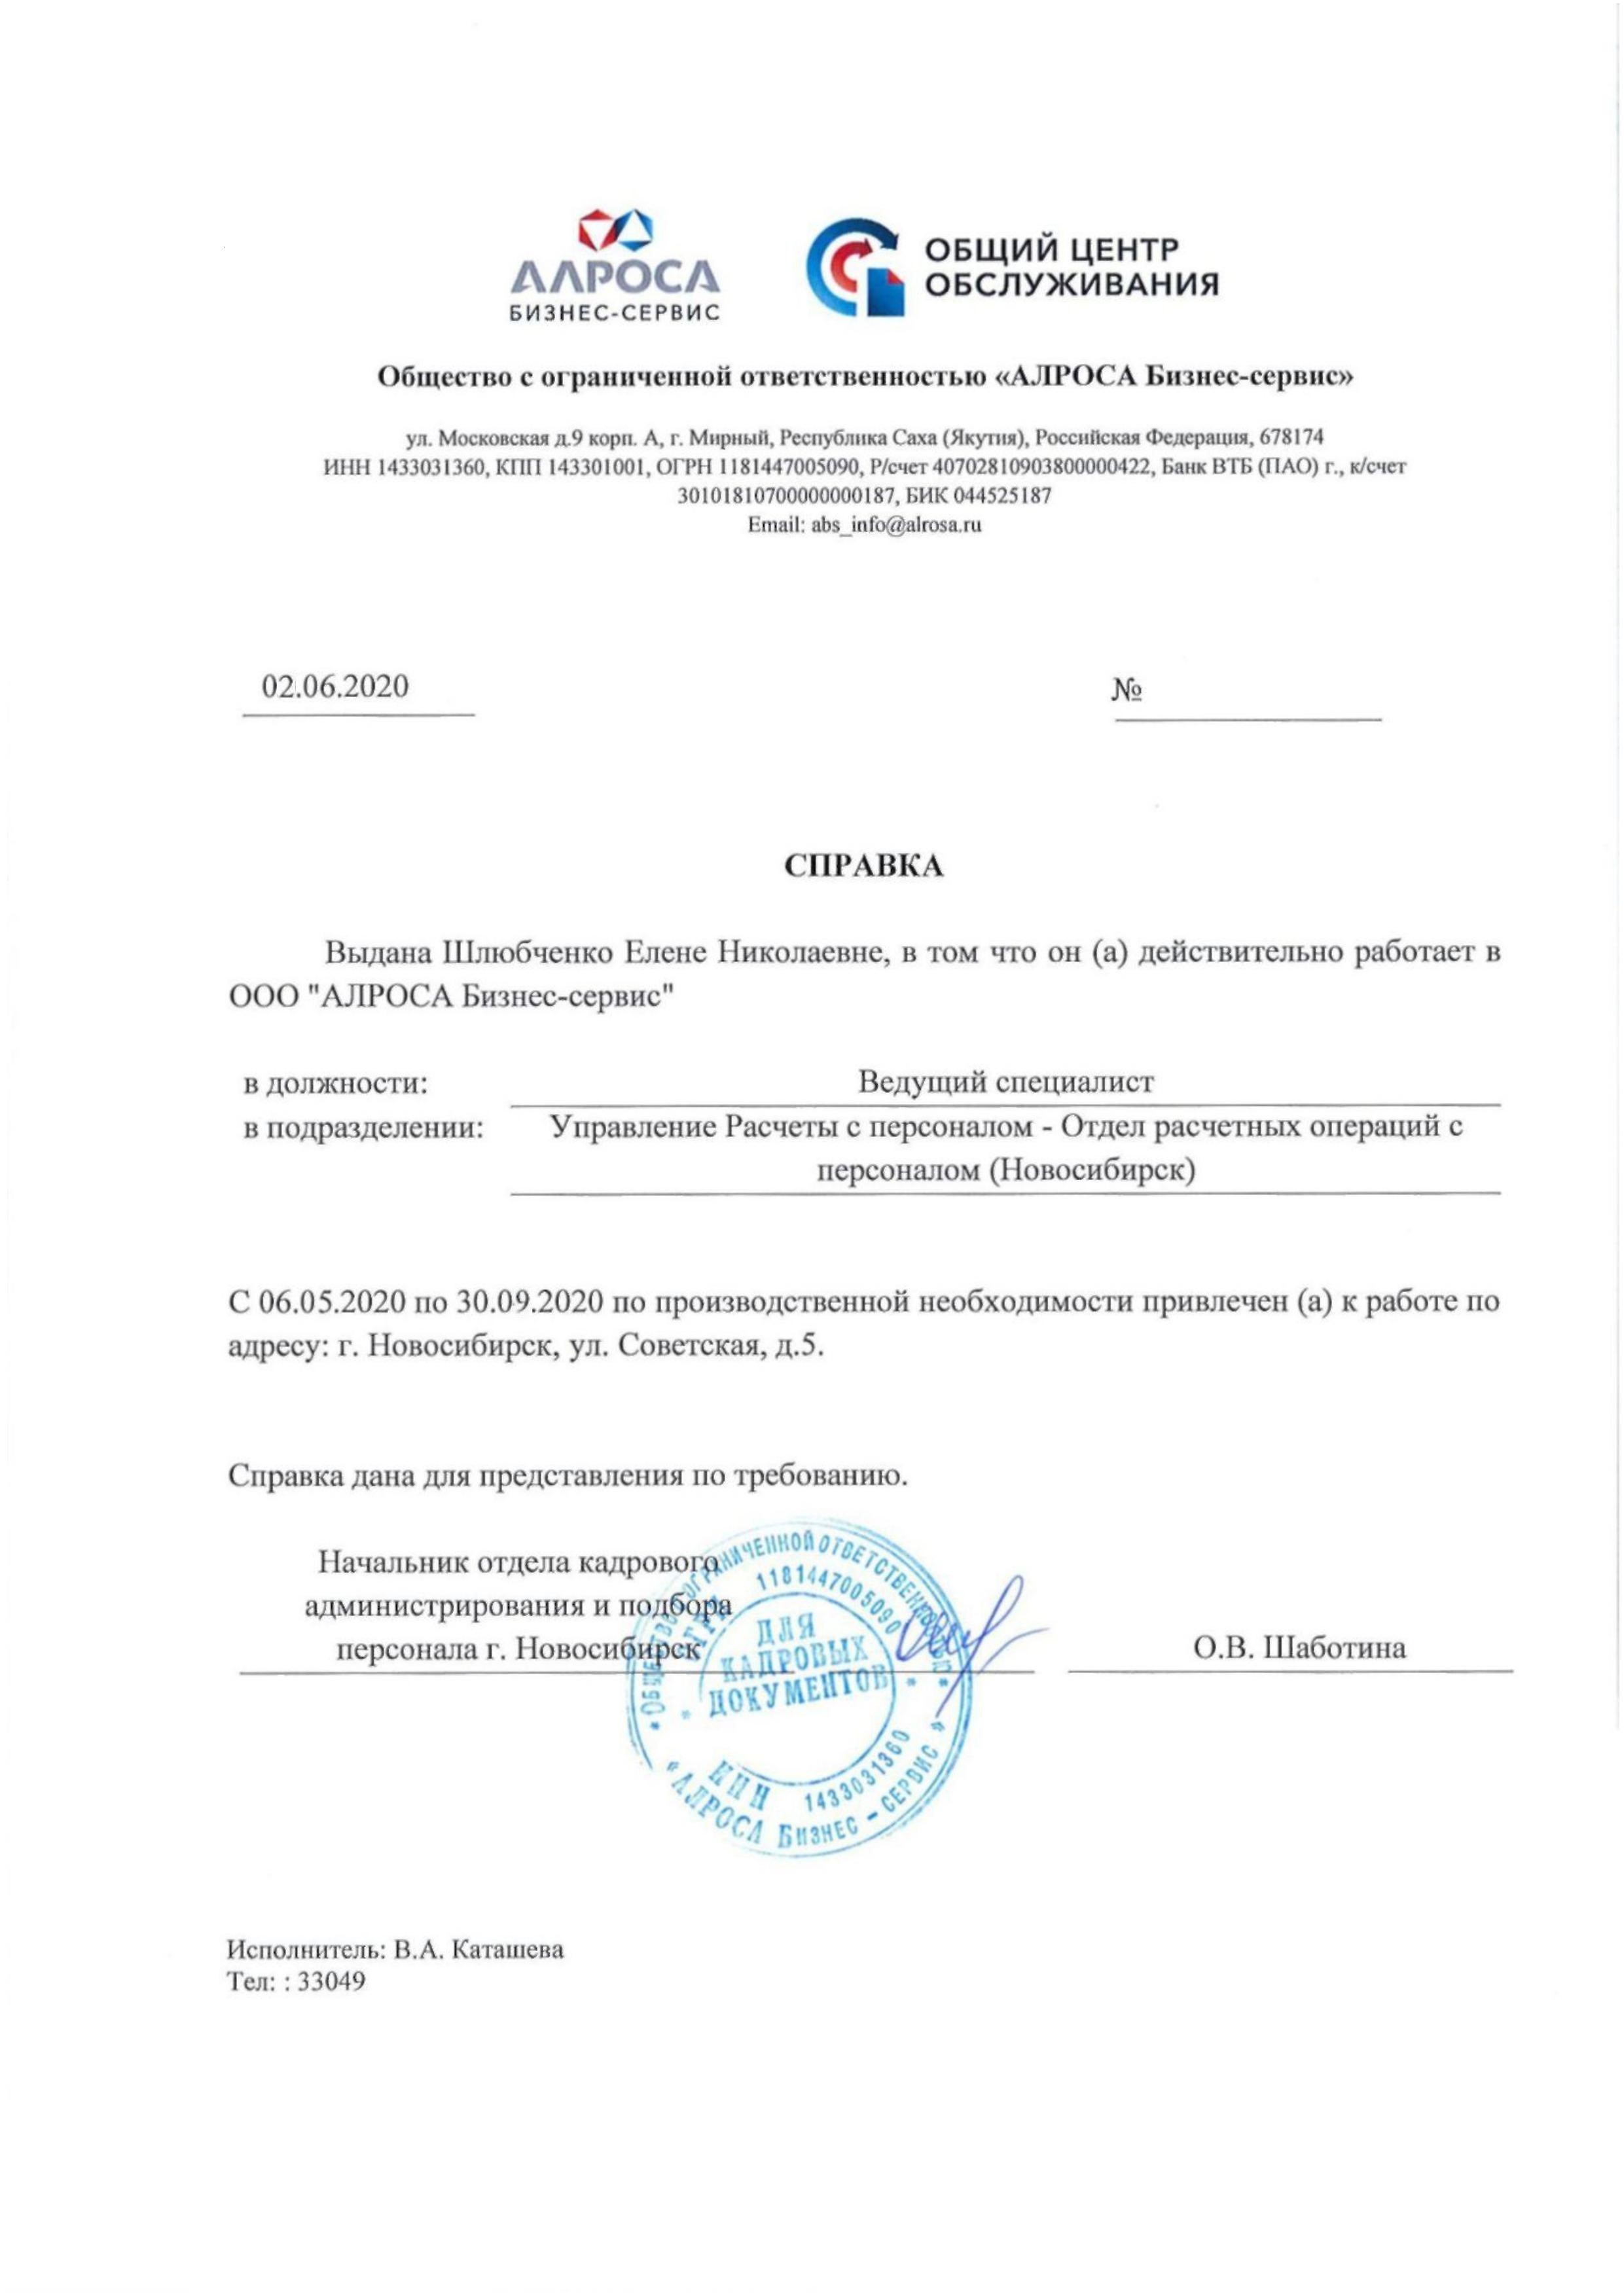 АЛРОСА
БИЗНЕС-СЕРВИС
ОБЩИЙ ЦЕНТР
ОБСЛУЖИВАНИЯ
Общество с ограниченной ответственностью «АЛРОСА Бизнес-сервис»
ул. Московская д.9 корп. А, г. Мирный, Республика Саха (Якутия), Российская Федерация, 678174
ИНН 1433031360, КПП 143301001, ОГРН 1181447005090, Р/счет 40702810903800000422, Банк ВТБ (ПАО) г., к/счет
30101810700000000187, БИК 044525187
Email: abs_info@alrosa.ru
02.06.2020
№
СПРАВКА
Выдана Шлюбченко Елене Николаевне, в том что он (а) действительно работает в
ООО "АЛРОСА Бизнес-сервис"
в должности: Ведущий специалист
в подразделении: Управление Расчеты с персоналом - Отдел расчетных операций с
персоналом (Новосибирск)
С 06.05.2020 по 30.09.2020 по производственной необходимости привлечен (а) к работе по
адресу: г. Новосибирск, ул. Советская, д.5.
Справка дана для представления по требованию.
Начальник отдела кадрового
администрирования и подбора
персонала г. Новосибирск
О.В. Шаботина
ОБЩЕСТВО С ОГРАНИЧЕННОЙ ОТВЕТСТВЕННОСТЬЮ
ОГРН 1181447005090
ДЛЯ
КАДРОВЫХ
ДОКУМЕНТОВ
ИНН 1433031360
«АЛРОСА БИЗНЕС – СЕРВИС»
Исполнитель: В.А. Каташева
Тел: : 33049